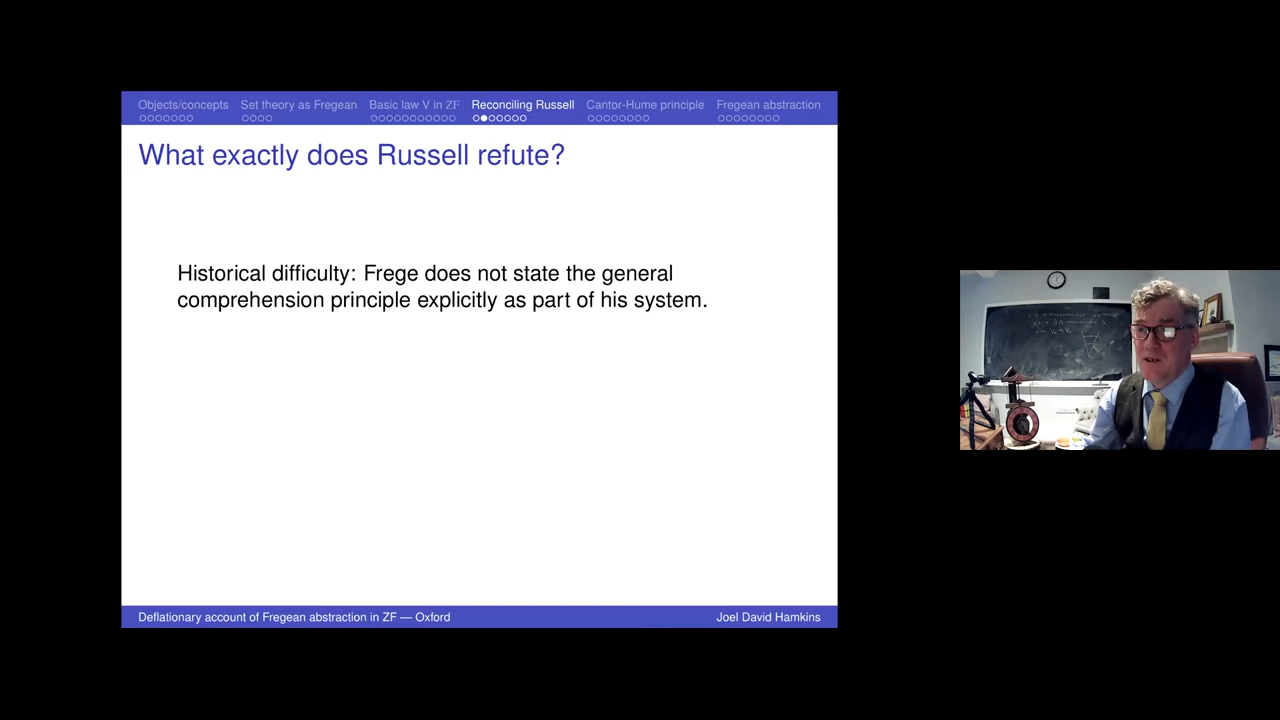 Objects/concepts Set theory as Fregean Basic law V in ZF Reconciling Russell Cantor-Hume principle Fregean abstraction
What exactly does Russell refute?
Historical difficulty: Frege does not state the general
comprehension principle explicitly as part of his system.
Deflationary account of Fregean abstraction in ZF — Oxford Joel David Hamkins